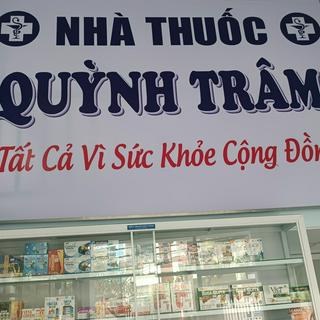 NHÀ THUỐC
QUỲNH TRÂM
Tất Cả Vì Sức Khỏe Cộng Đồn